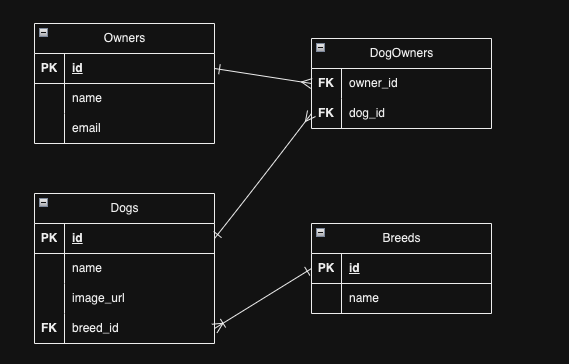 Owners
PK id
name
email
DogOwners
FK owner_id
FK dog_id
Dogs
PK id
name
image_url
FK breed_id
Breeds
PK id
name